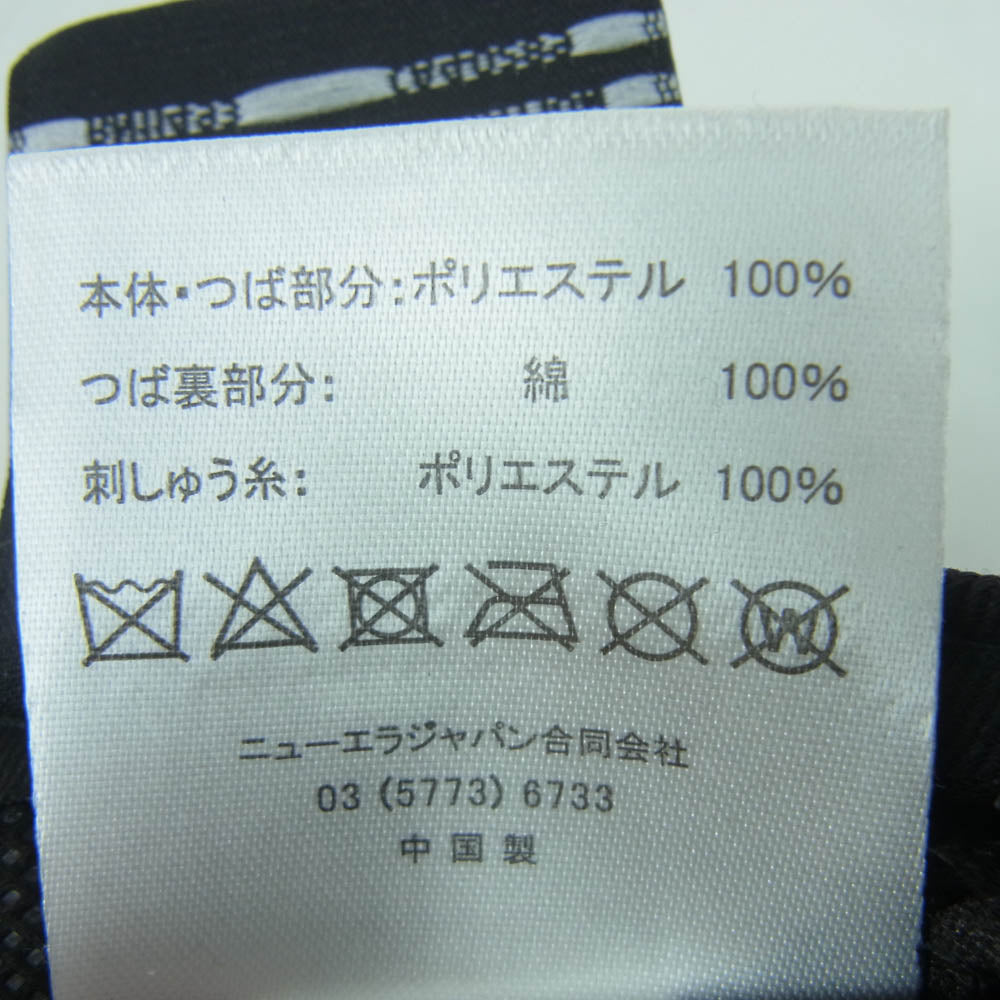 本体・つば部分：ポリエステル 100%
つば裏部分： 綿 100%
刺しゅう糸： ポリエステル 100%
W
ニューエラジャパン合同会社
03 (5773) 6733
中国製